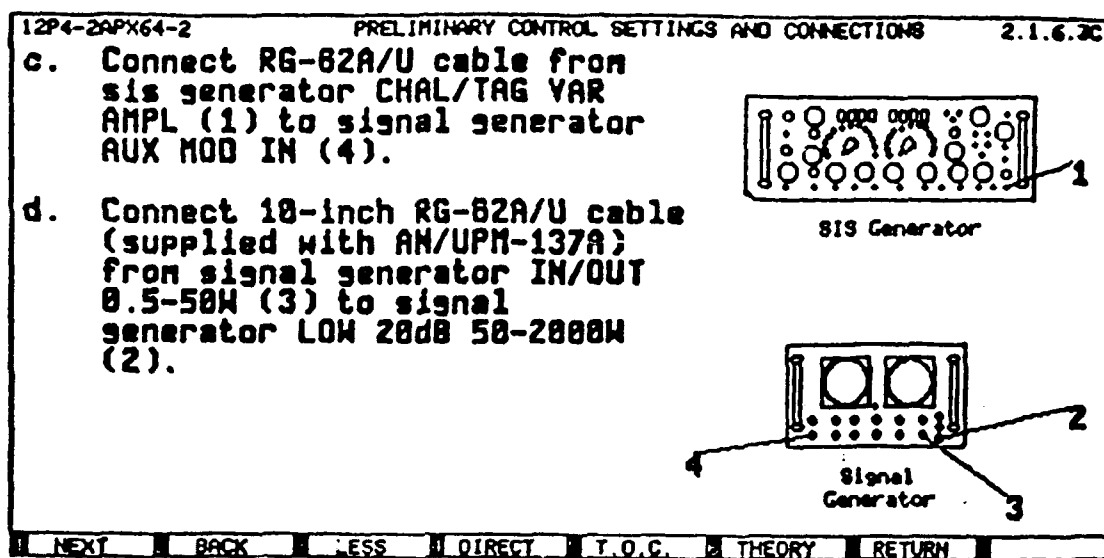 12P4-2APX64-2 PRELIMINARY CONTROL SETTINGS AND CONNECTIONS 2.1.6.3C
c. Connect RG-62A/U cable from
sis generator CHAL/TAG VAR
AMPL (1) to signal generator
AUX MOD IN (4).
1
SIS Generator
d. Connect 10-inch RG-62A/U cable
(supplied with AN/UPM-137A)
from signal generator IN/OUT
0.5-50W (3) to signal
generator LOW 20dB 50-2000W
(2).
2
4
3
Signal
Generator
NEXT BACK LESS DIRECT T.O.C. THEORY RETURN